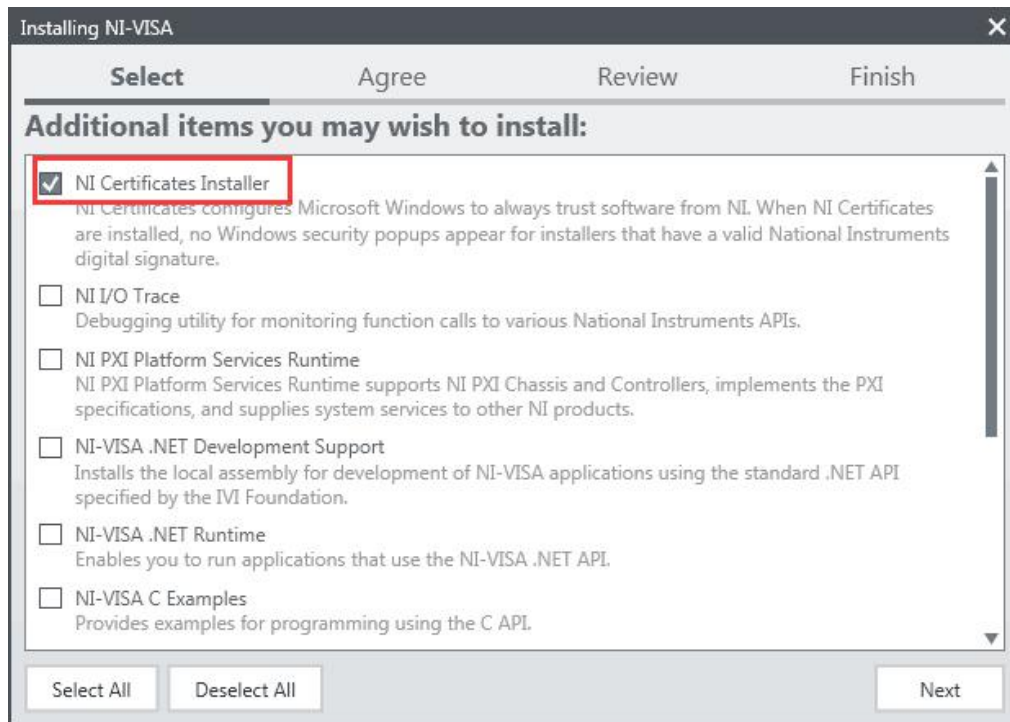 Installing NI-VISA
Select Agree Review Finish
Additional items you may wish to install:
NI Certificates Installer
NI Certificates configures Microsoft Windows to always trust software from NI. When NI Certificates
are installed, no Windows security popups appear for installers that have a valid National Instruments
digital signature.
NI I/O Trace
Debugging utility for monitoring function calls to various National Instruments APIs.
NI PXI Platform Services Runtime
NI PXI Platform Services Runtime supports NI PXI Chassis and Controllers, implements the PXI
specifications, and supplies system services to other NI products.
NI-VISA .NET Development Support
Installs the local assembly for development of NI-VISA applications using the standard .NET API
specified by the IVI Foundation.
NI-VISA .NET Runtime
Enables you to run applications that use the NI-VISA .NET API.
NI-VISA C Examples
Provides examples for programming using the C API.
Select All Deselect All Next